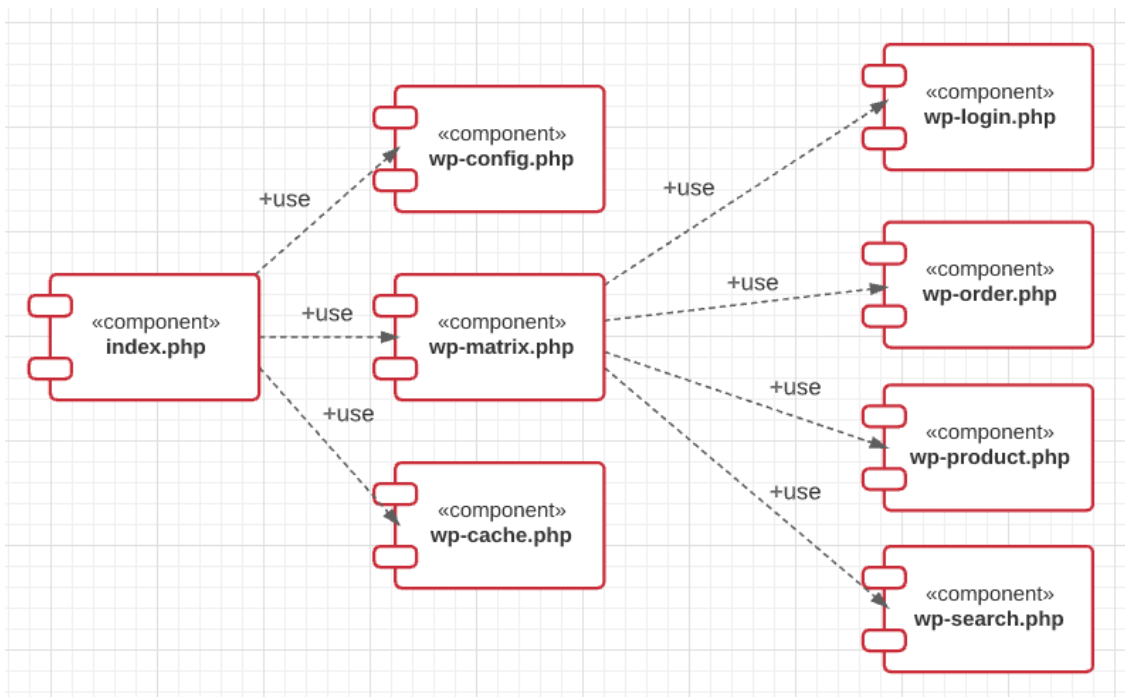 «component»
index.php
+use
+use
+use
«component»
wp-config.php
«component»
wp-matrix.php
«component»
wp-cache.php
+use
+use
+use
+use
«component»
wp-login.php
«component»
wp-order.php
«component»
wp-product.php
«component»
wp-search.php